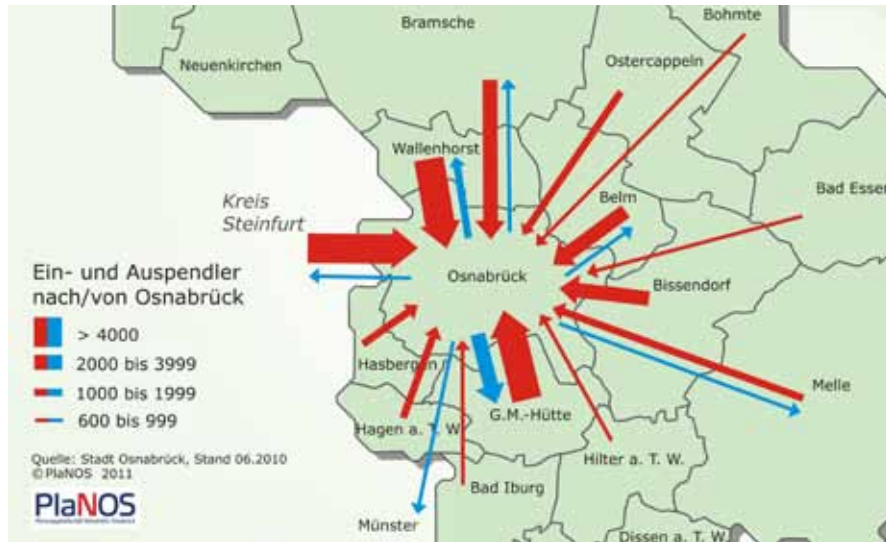 Bohmte
Bramsche
Neuenkirchen
Ostercappeln
Wallenhorst
Belm
Bad Essen
Kreis
Steinfurt
Osnabrück
Bissendorf
Ein- und Auspendler
nach/von Osnabrück
> 4000
2000 bis 3999
1000 bis 1999
600 bis 999
Hasbergen
Melle
G.M.-Hütte
Hagen a. T. W
Hilter a. T. W.
Quelle: Stadt Osnabrück, Stand 06.2010
©PlaNOS 2011
PlaNOS
Bad Iburg
Münster
Dissen a. T. W.